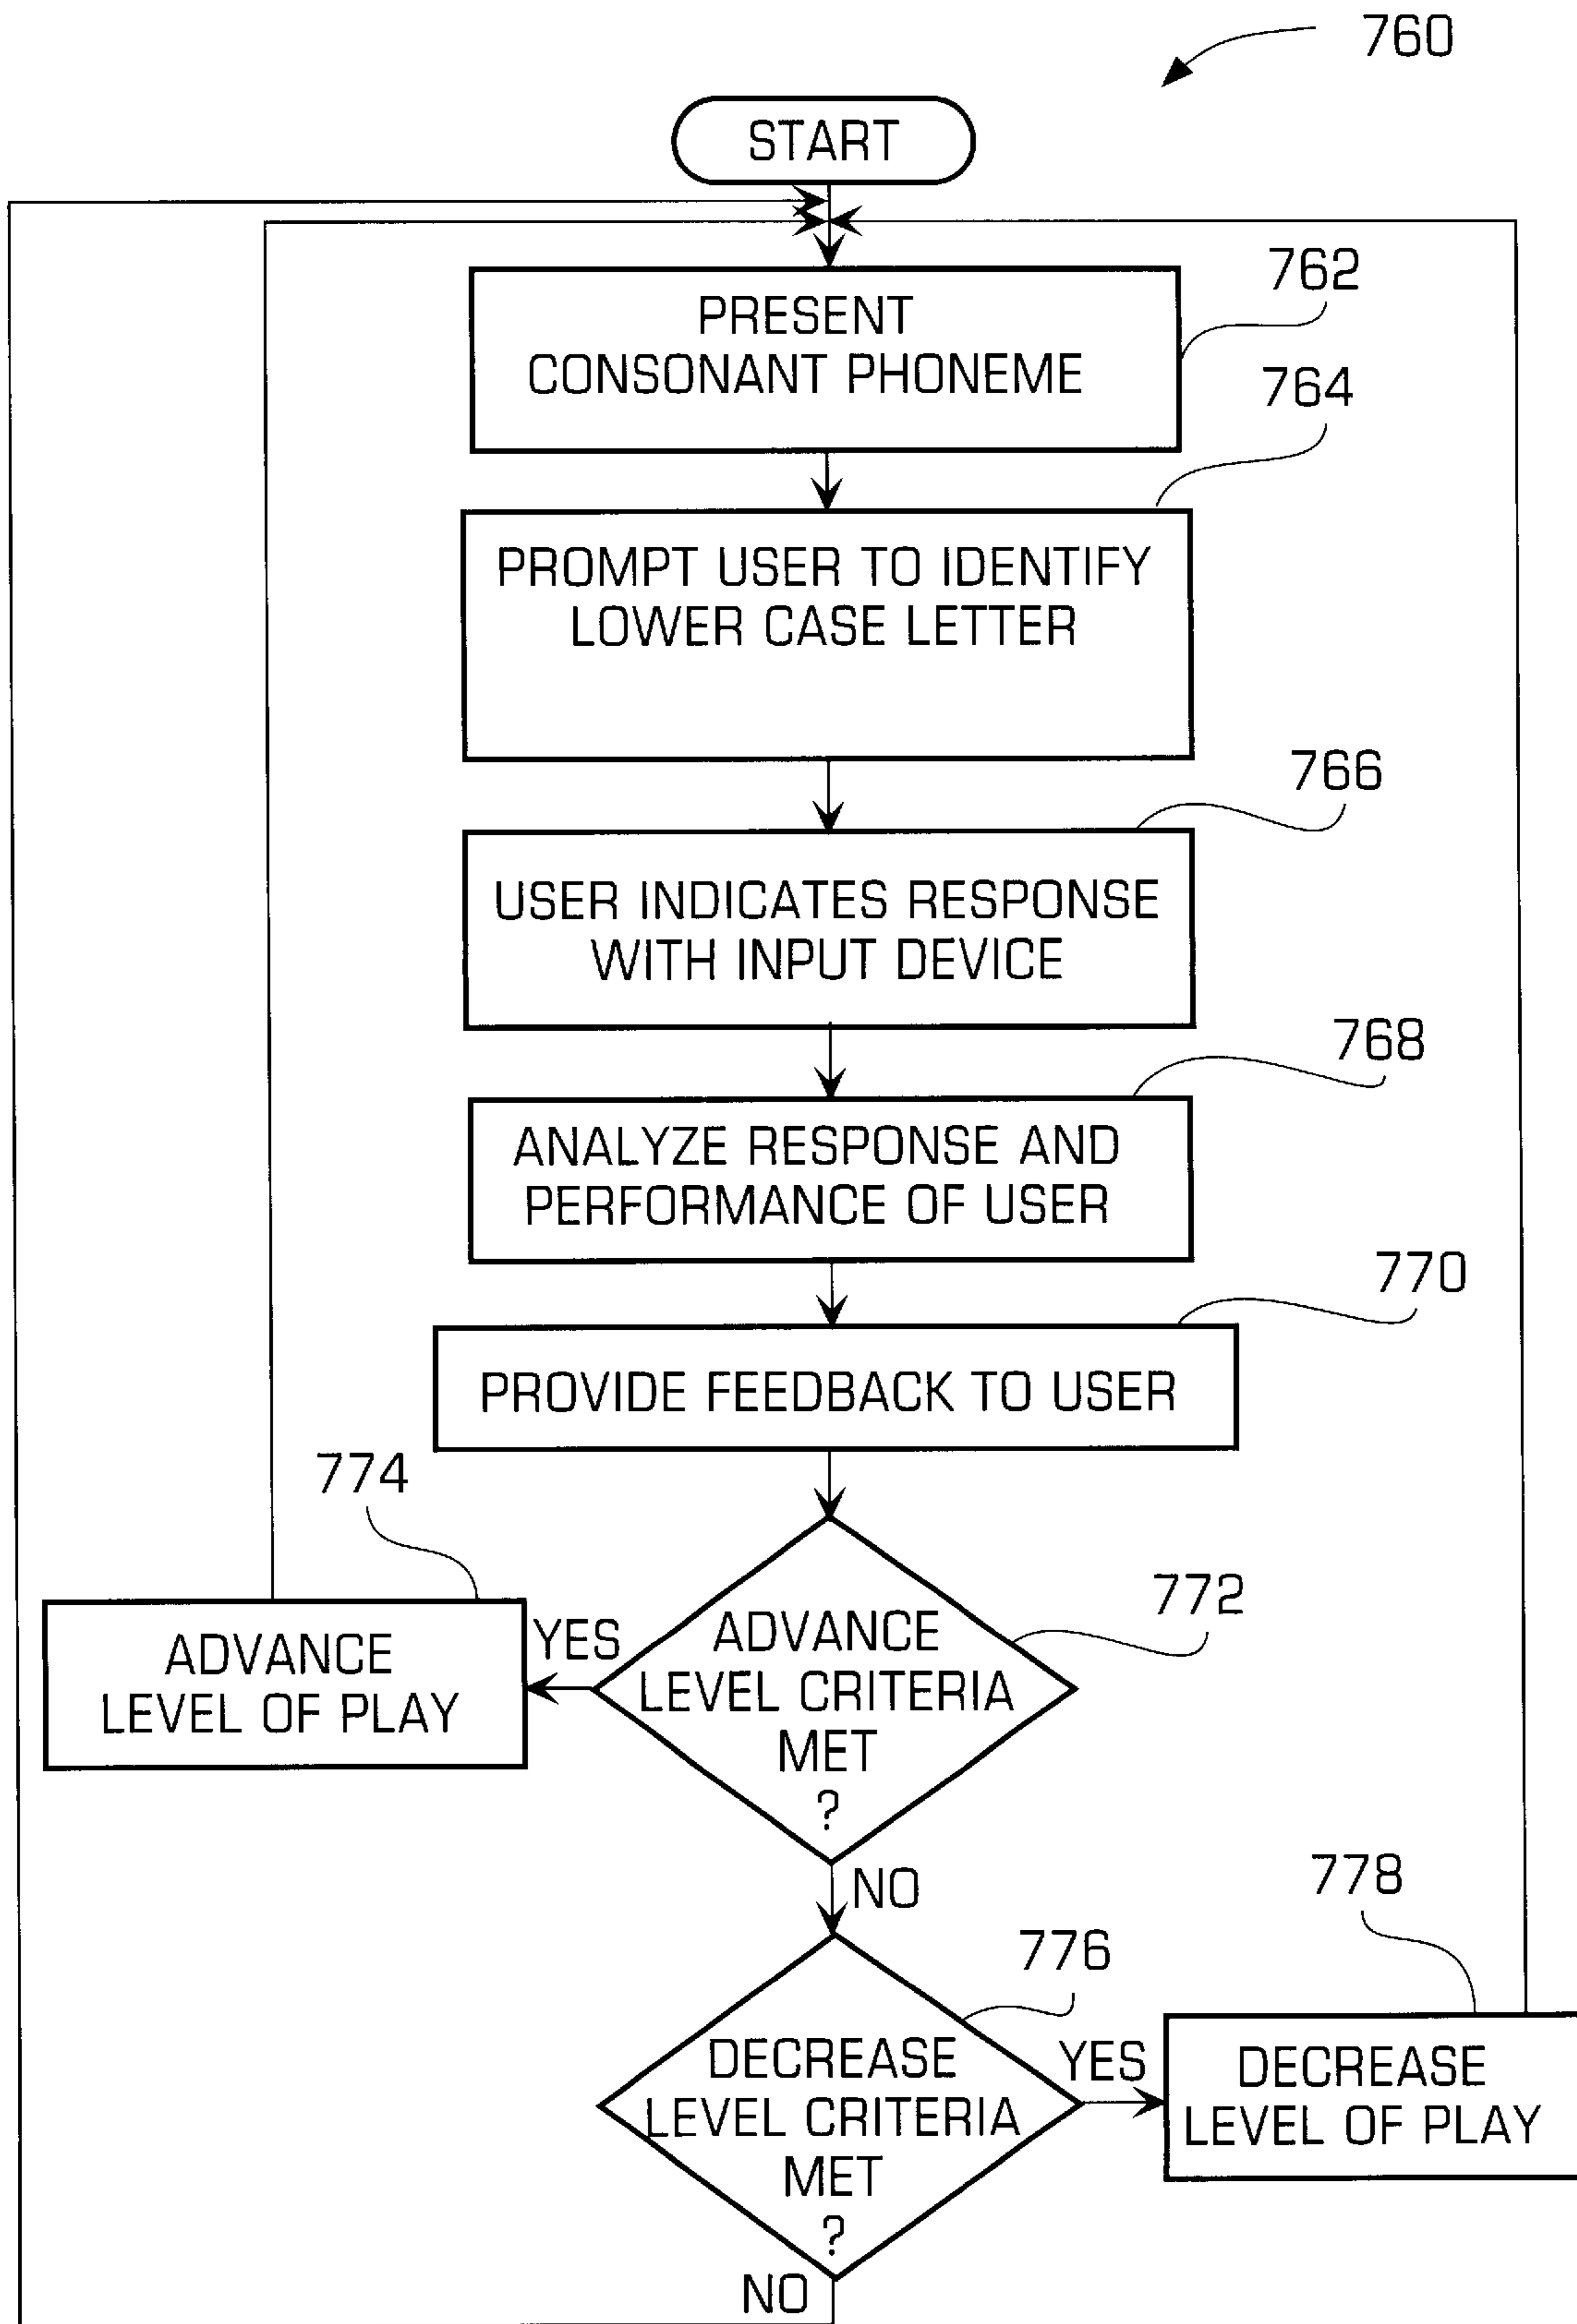 760
START
762
PRESENT
CONSONANT PHONEME
764
PROMPT USER TO IDENTIFY
LOWER CASE LETTER
766
USER INDICATES RESPONSE
WITH INPUT DEVICE
768
ANALYZE RESPONSE AND
PERFORMANCE OF USER
770
PROVIDE FEEDBACK TO USER
774
772
ADVANCE
LEVEL OF PLAY
YES
ADVANCE
LEVEL CRITERIA
MET
?
NO
778
776
DECREASE
LEVEL CRITERIA
MET
?
YES
DECREASE
LEVEL OF PLAY
NO